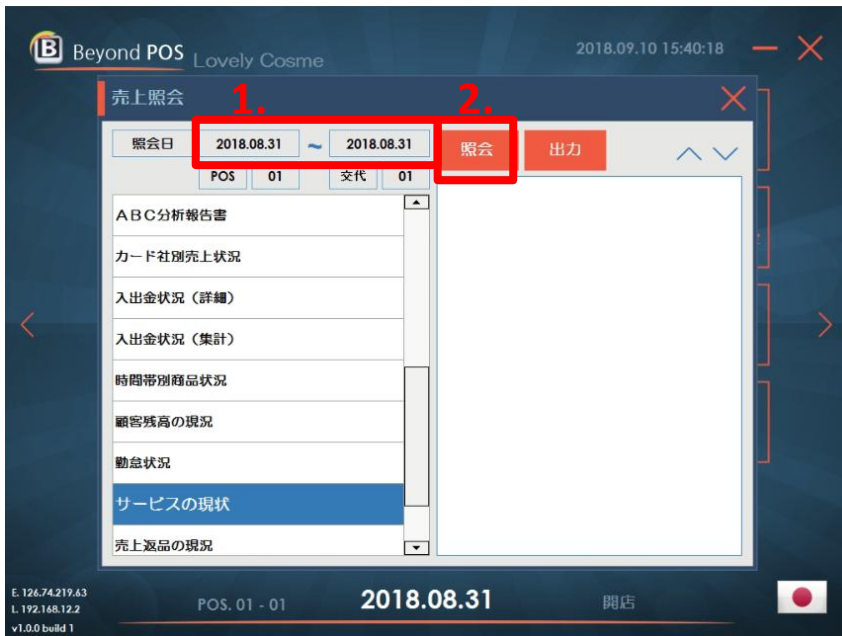 B Beyond POS Lovely Cosme 2018.09.10 15:40:18
売上照会 1. 2.
照会日 2018.08.31 ~ 2018.08.31 照会 出力
POS 01 交代 01
ABC分析報告書
カード社別売上状況
入出金状況(詳細)
入出金状況(集計)
時間帯別商品状況
顧客残高の現況
勤怠状況
サービスの現状
売上返品の現況
E. 126.74.219.63
L. 192.168.12.2
v1.0.0 build 1
POS. 01 - 01 2018.08.31 開店